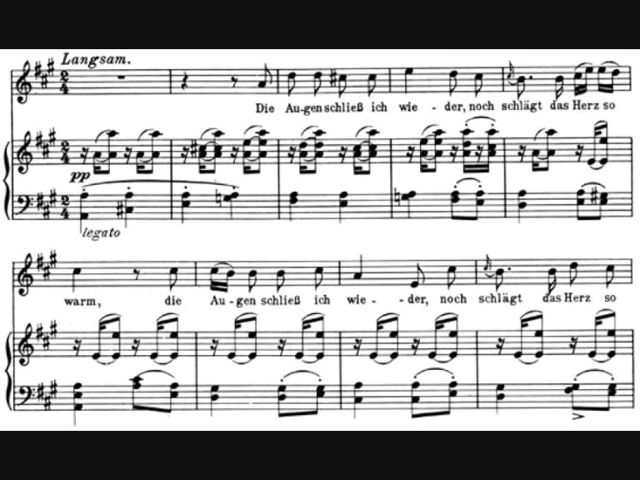 Langsam.
Die Au-gen schließ ich wie - der, noch schlägt das Herz so
pp
legato
warm, die Au - gen schließ ich wie - der, noch schlägt das Herz so